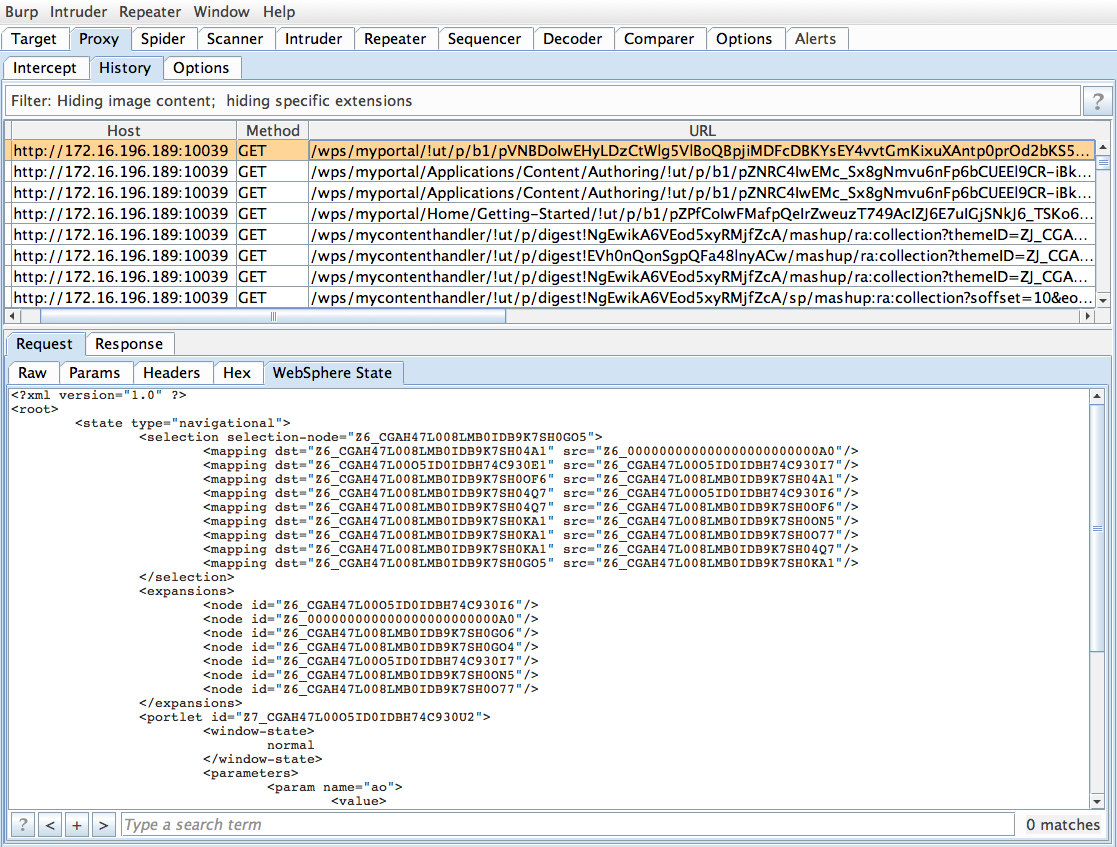 Burp Intruder Repeater Window Help
Target Proxy Spider Scanner Intruder Repeater Sequencer Decoder Comparer Options Alerts
Intercept History Options
Filter: Hiding image content; hiding specific extensions ?
Host Method URL
http://172.16.196.189:10039 GET /wps/myportal/!ut/p/b1/pVNBDolwEHyLDzCtWlg5VlBoQBpjiMDFcDBKYsEY4vvtGmKixuXAntp0prOd2bKS5...
http://172.16.196.189:10039 GET /wps/myportal/Applications/Content/Authoring/!ut/p/b1/pZNRC4lwEMc_Sx8gNmvu6nFp6bCUEEl9CR-iBk...
http://172.16.196.189:10039 GET /wps/myportal/Applications/Content/Authoring/!ut/p/b1/pZNRC4lwEMc_Sx8gNmvu6nFp6bCUEEl9CR-iBk...
http://172.16.196.189:10039 GET /wps/myportal/Home/Getting-Started/!ut/p/b1/pZPfColwFMafpQeIrZweuzT749AcIZJ6E7uIGjSNkJ6_TSKo6...
http://172.16.196.189:10039 GET /wps/mycontenthandler/!ut/p/digest!NgEwikA6VEod5xyRMjfZcA/mashup/ra:collection?themeID=ZJ_CGA...
http://172.16.196.189:10039 GET /wps/mycontenthandler/!ut/p/digest!EVh0nQonSgpQFa48lnyACw/mashup/ra:collection?themeID=ZJ_CGA...
http://172.16.196.189:10039 GET /wps/mycontenthandler/!ut/p/digest!NgEwikA6VEod5xyRMjfZcA/mashup/ra:collection?themeID=ZJ_CGA...
http://172.16.196.189:10039 GET /wps/mycontenthandler/!ut/p/digest!NgEwikA6VEod5xyRMjfZcA/sp/mashup:ra:collection?soffset=10&eo...
Request Response
Raw Params Headers Hex WebSphere State
<?xml version="1.0" ?>
<root>
<state type="navigational">
<selection selection-node="Z6_CGAH47L008LMB0IDB9K7SH0GO5">
<mapping dst="Z6_CGAH47L008LMB0IDB9K7SH04A1" src="Z6_000000000000000000000000A0"/>
<mapping dst="Z6_CGAH47L00O5ID0IDBH74C930E1" src="Z6_CGAH47L00O5ID0IDBH74C930I7"/>
<mapping dst="Z6_CGAH47L008LMB0IDB9K7SH0OF6" src="Z6_CGAH47L008LMB0IDB9K7SH04A1"/>
<mapping dst="Z6_CGAH47L008LMB0IDB9K7SH04Q7" src="Z6_CGAH47L00O5ID0IDBH74C930I6"/>
<mapping dst="Z6_CGAH47L008LMB0IDB9K7SH04Q7" src="Z6_CGAH47L008LMB0IDB9K7SH0OF6"/>
<mapping dst="Z6_CGAH47L008LMB0IDB9K7SH0KA1" src="Z6_CGAH47L008LMB0IDB9K7SH0ON5"/>
<mapping dst="Z6_CGAH47L008LMB0IDB9K7SH0KA1" src="Z6_CGAH47L008LMB0IDB9K7SH0O77"/>
<mapping dst="Z6_CGAH47L008LMB0IDB9K7SH0KA1" src="Z6_CGAH47L008LMB0IDB9K7SH04Q7"/>
<mapping dst="Z6_CGAH47L008LMB0IDB9K7SH0GO5" src="Z6_CGAH47L008LMB0IDB9K7SH0KA1"/>
</selection>
<expansions>
<node id="Z6_CGAH47L00O5ID0IDBH74C930I6"/>
<node id="Z6_000000000000000000000000A0"/>
<node id="Z6_CGAH47L008LMB0IDB9K7SH0GO6"/>
<node id="Z6_CGAH47L008LMB0IDB9K7SH0GO4"/>
<node id="Z6_CGAH47L00O5ID0IDBH74C930I7"/>
<node id="Z6_CGAH47L008LMB0IDB9K7SH0ON5"/>
<node id="Z6_CGAH47L008LMB0IDB9K7SH0O77"/>
</expansions>
<portlet id="Z7_CGAH47L00O5ID0IDBH74C930U2">
<window-state>
normal
</window-state>
<parameters>
<param name="ao">
<value>
? < + > Type a search term 0 matches